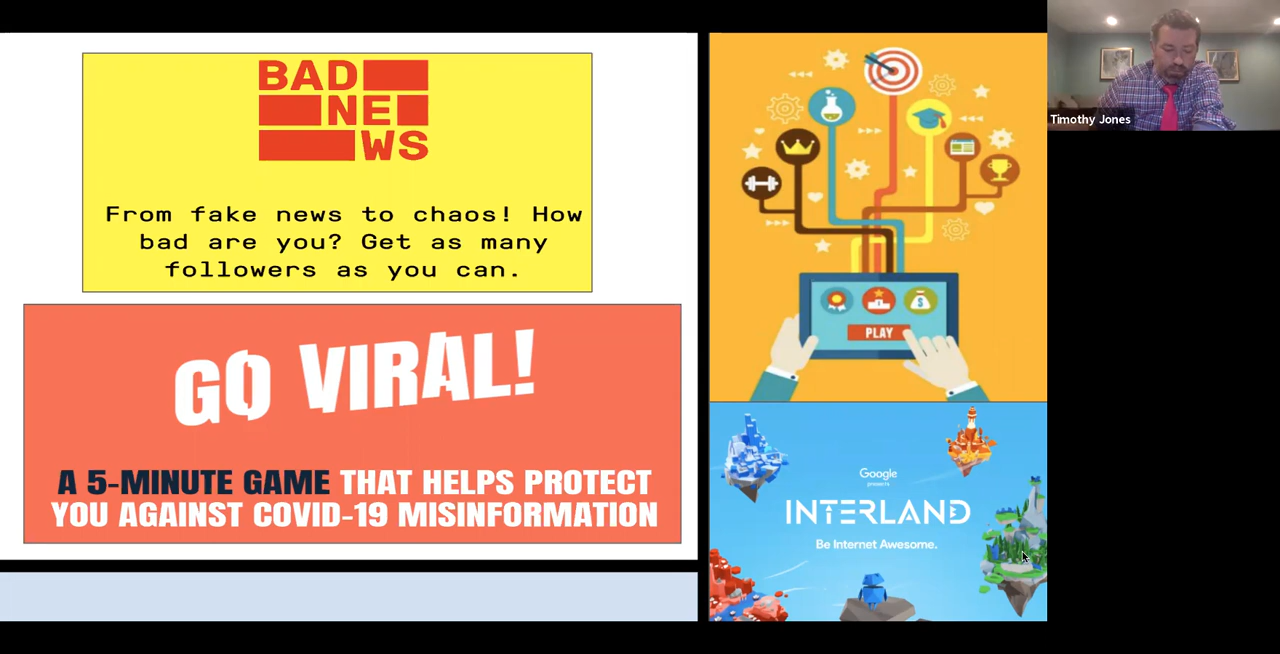 BAD
NE
WS
From fake news to chaos! How
bad are you? Get as many
followers as you can.
GO VIRAL!
A 5-MINUTE GAME THAT HELPS PROTECT
YOU AGAINST COVID-19 MISINFORMATION
1
$
PLAY
Google
presents
INTERLAND
Be Internet Awesome.
Timothy Jones